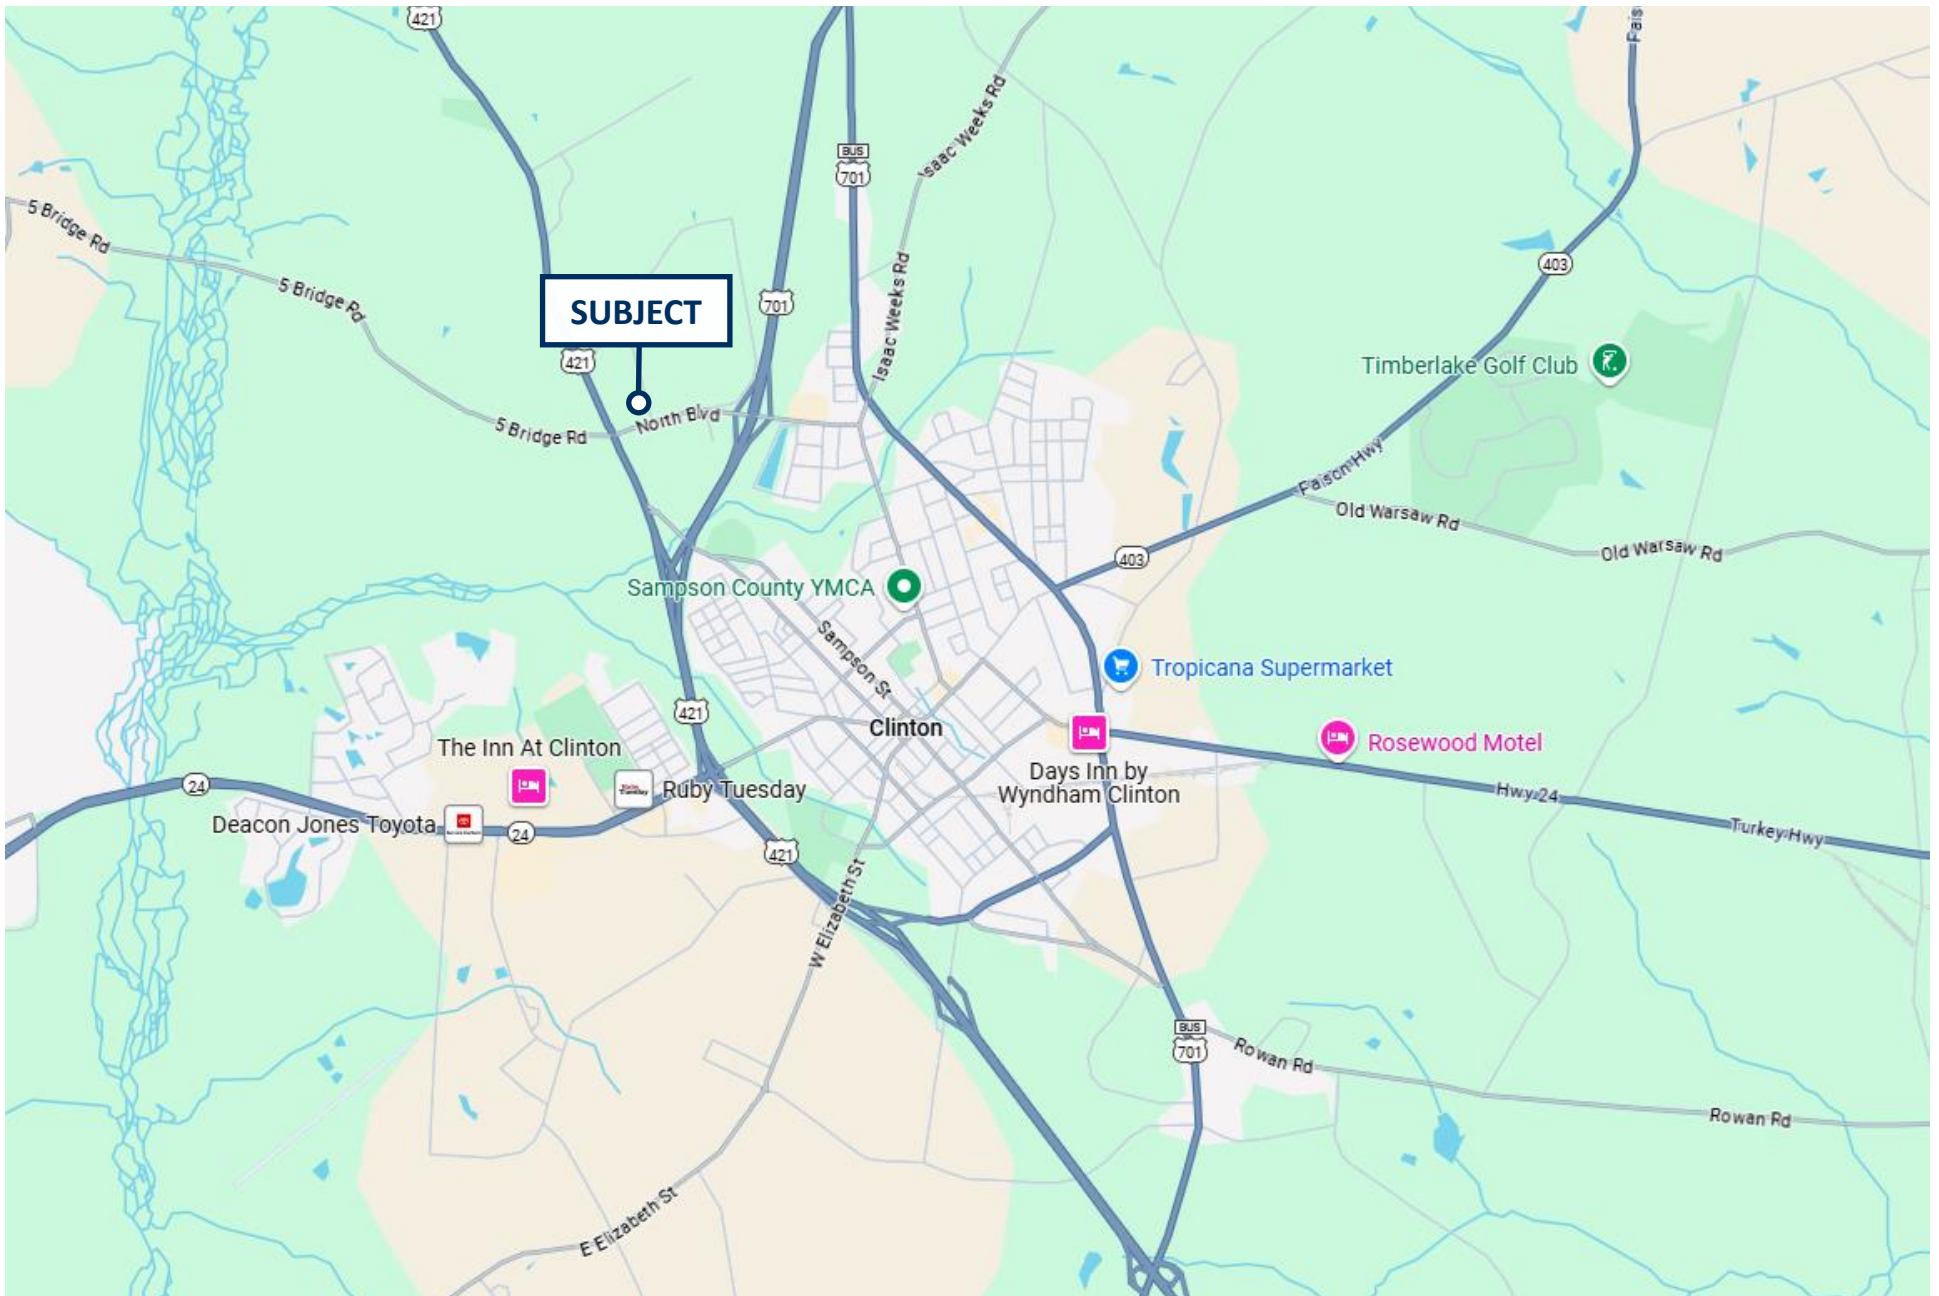 421
Pais
BUS
701
Isaac Weeks Rd
5 Bridge Rd
5 Bridge Rd
Isaac Weeks Rd
403
701
SUBJECT
421
Timberlake Golf Club
North Blvd
5 Bridge Rd
Faison Hwy
Old Warsaw Rd
Old Warsaw Rd
403
Sampson County YMCA
Sampson St
Tropicana Supermarket
421
Clinton
The Inn At Clinton
Rosewood Motel
24
Ruby Tuesday
Days Inn by
Wyndham Clinton
Hwy 24
Deacon Jones Toyota
24
Turkey Hwy
421
W Elizabeth St
BUS
701
Rowan Rd
Rowan Rd
E Elizabeth St